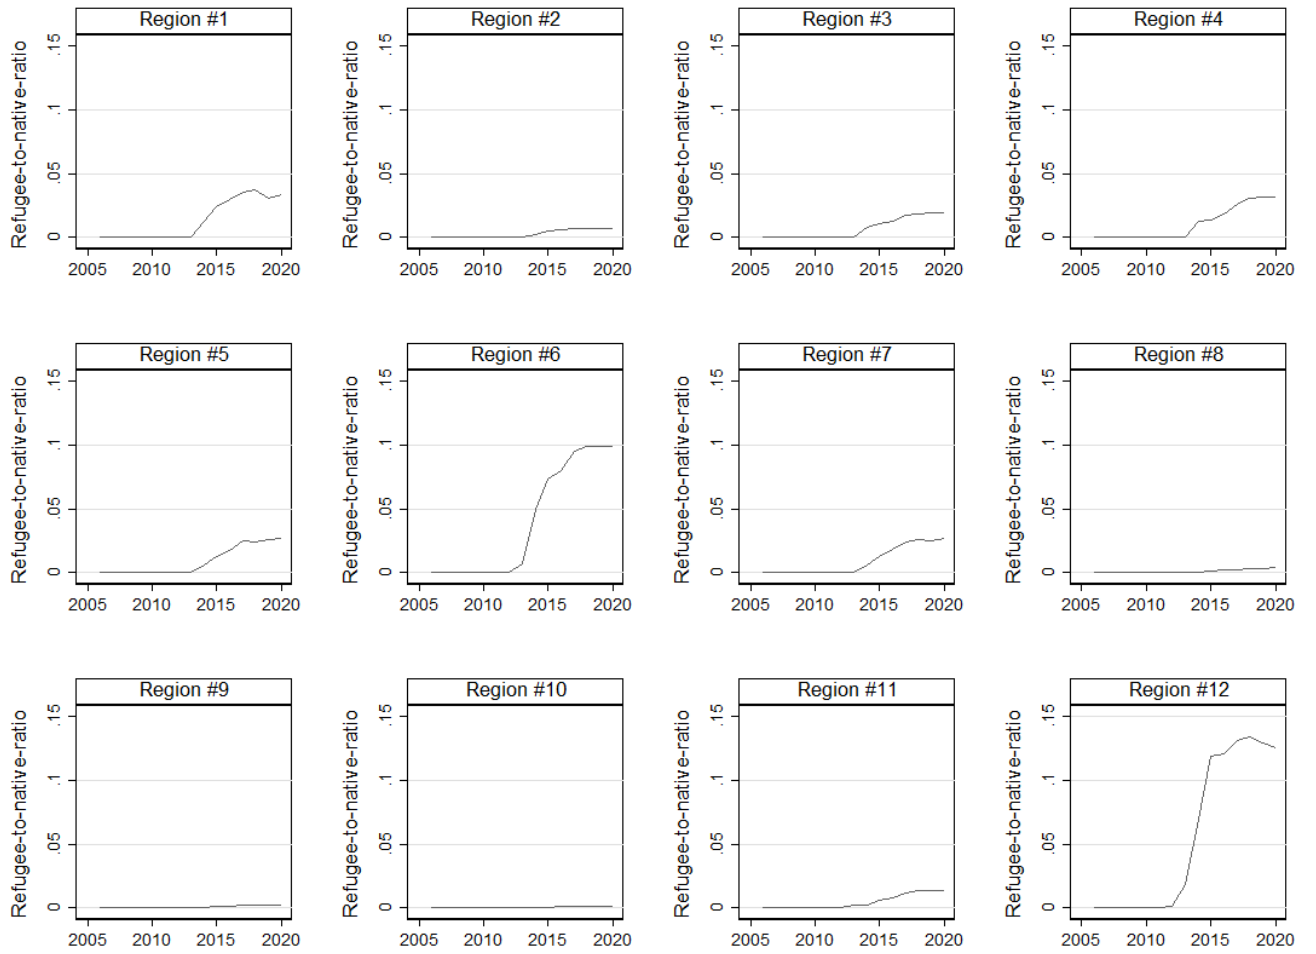 Region #1
Refugee-to-native-ratio
.15
.1
.05
0
2005 2010 2015 2020
Region #2
Refugee-to-native-ratio
.15
.1
.05
0
2005 2010 2015 2020
Region #3
Refugee-to-native-ratio
.15
.1
.05
0
2005 2010 2015 2020
Region #4
Refugee-to-native-ratio
.15
.1
.05
0
2005 2010 2015 2020
Region #5
Refugee-to-native-ratio
.15
.1
.05
0
2005 2010 2015 2020
Region #6
Refugee-to-native-ratio
.15
.1
.05
0
2005 2010 2015 2020
Region #7
Refugee-to-native-ratio
.15
.1
.05
0
2005 2010 2015 2020
Region #8
Refugee-to-native-ratio
.15
.1
.05
0
2005 2010 2015 2020
Region #9
Refugee-to-native-ratio
.15
.1
.05
0
2005 2010 2015 2020
Region #10
Refugee-to-native-ratio
.15
.1
.05
0
2005 2010 2015 2020
Region #11
Refugee-to-native-ratio
.15
.1
.05
0
2005 2010 2015 2020
Region #12
Refugee-to-native-ratio
.15
.1
.05
0
2005 2010 2015 2020